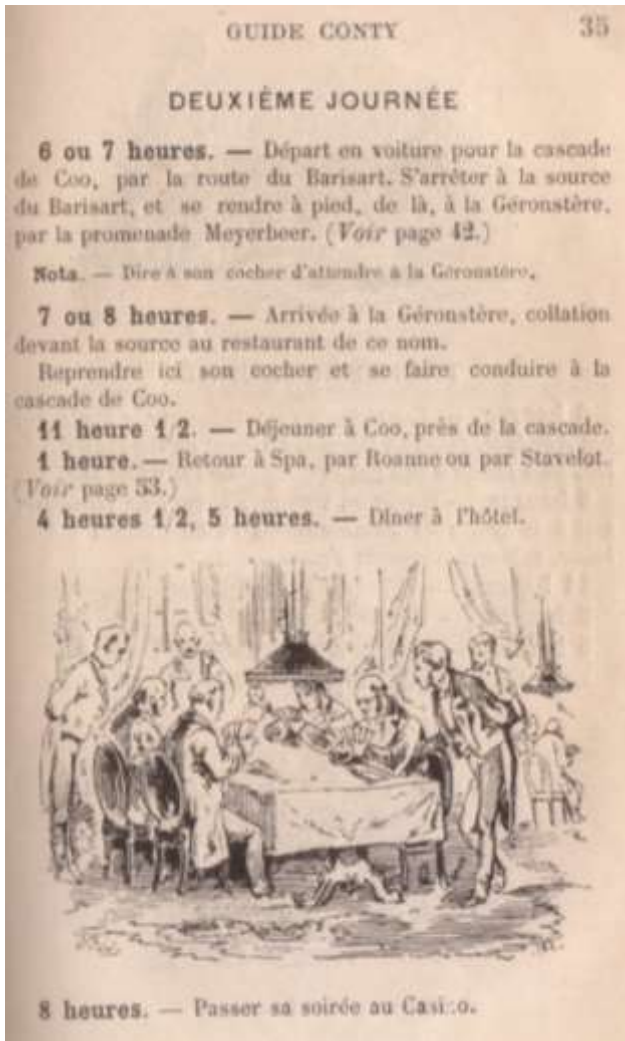 GUIDE CONTY 35
DEUXIÈME JOURNÉE
6 ou 7 heures. — Départ en voiture pour la cascade
de Coo, par la route du Barisart. S'arrêter à la source
du Barisart, et se rendre à pied, de là, à la Géronstère,
par la promenade Meyerbeer. (Voir page 42.)
Nota. — Dire à son cocher d'attendre à la Géronstère.
7 ou 8 heures. — Arrivée à la Géronstère, collation
devant la source au restaurant de ce nom.
Reprendre ici son cocher et se faire conduire à la
cascade de Coo.
11 heure 1/2. — Déjeuner à Coo, près de la cascade.
1 heure. — Retour à Spa, par Roanne ou par Stavelot.
(Voir page 53.)
4 heures 1/2, 5 heures. — Dîner à l'hôtel.
8 heures. — Passer sa soirée au Casino.